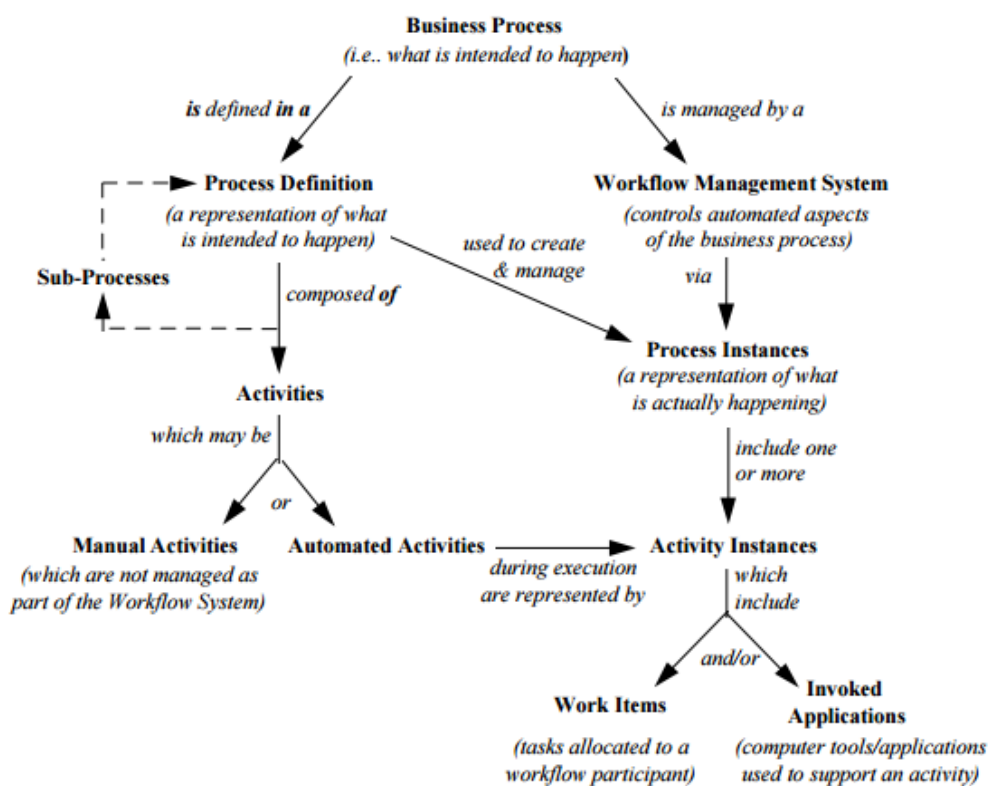 Business Process
(i.e.. what is intended to happen)
is defined in a
is managed by a
Process Definition
(a representation of what
is intended to happen)
Workflow Management System
(controls automated aspects
of the business process)
used to create
& manage
via
Sub-Processes
composed of
Process Instances
(a representation of what
is actually happening)
Activities
which may be
include one
or more
or
Manual Activities
(which are not managed as
part of the Workflow System)
Automated Activities
during execution
are represented by
Activity Instances
which
include
and/or
Work Items
(tasks allocated to a
workflow participant)
Invoked
Applications
(computer tools/applications
used to support an activity)